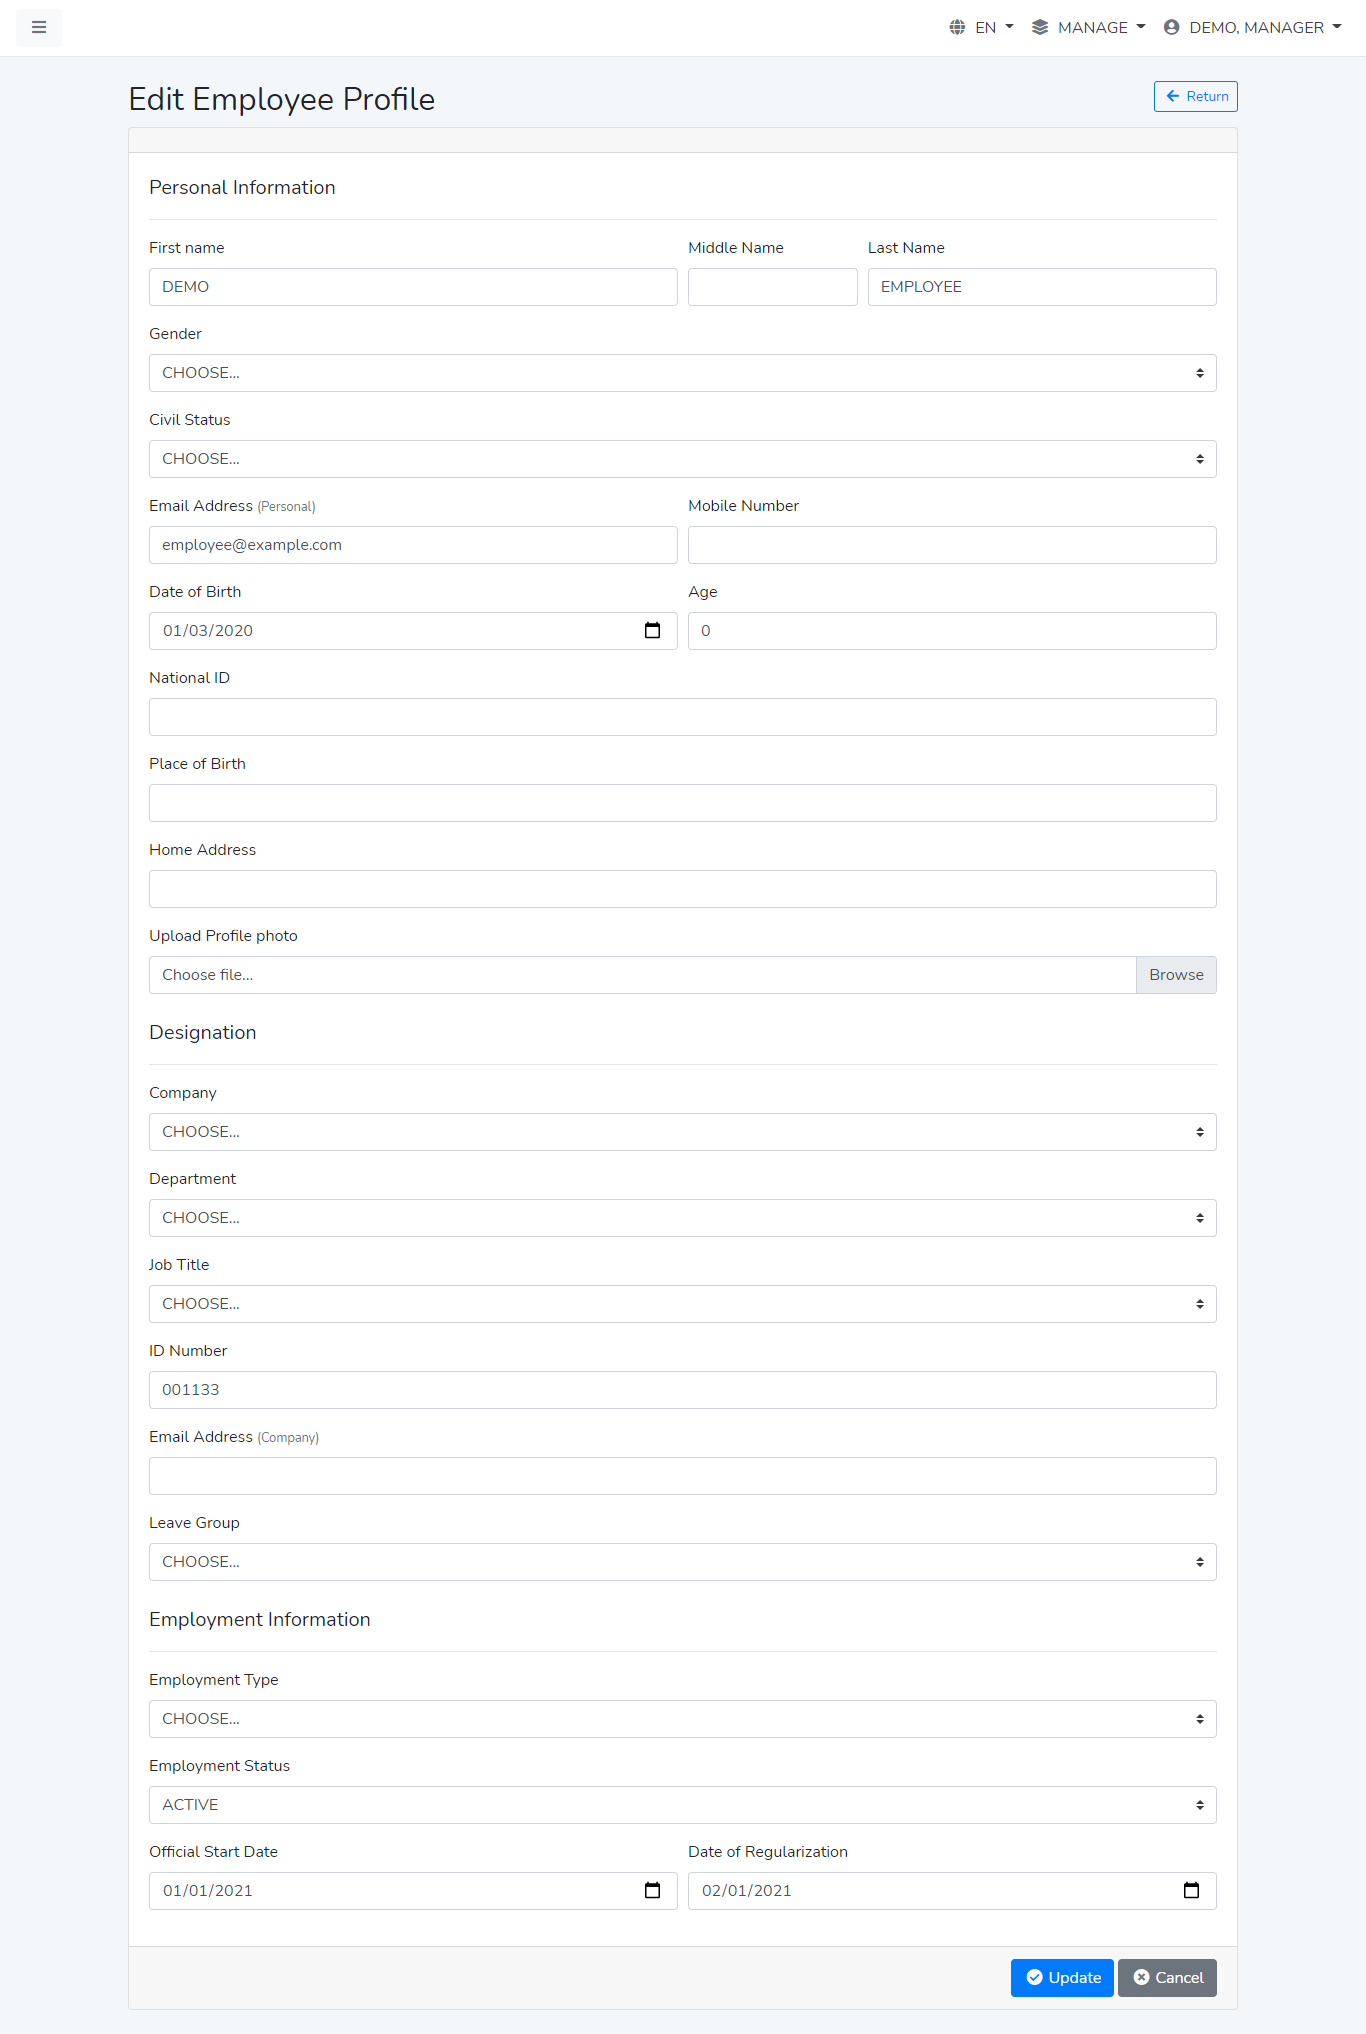 EN MANAGE DEMO, MANAGER
Edit Employee Profile
Return
Personal Information
First name Middle Name Last Name
DEMO EMPLOYEE
Gender
CHOOSE...
Civil Status
CHOOSE...
Email Address (Personal) Mobile Number
employee@example.com
Date of Birth Age
01/03/2020 0
National ID
Place of Birth
Home Address
Upload Profile photo
Choose file... Browse
Designation
Company
CHOOSE...
Department
CHOOSE...
Job Title
CHOOSE...
ID Number
001133
Email Address (Company)
Leave Group
CHOOSE...
Employment Information
Employment Type
CHOOSE...
Employment Status
ACTIVE
Official Start Date Date of Regularization
01/01/2021 02/01/2021
Update Cancel